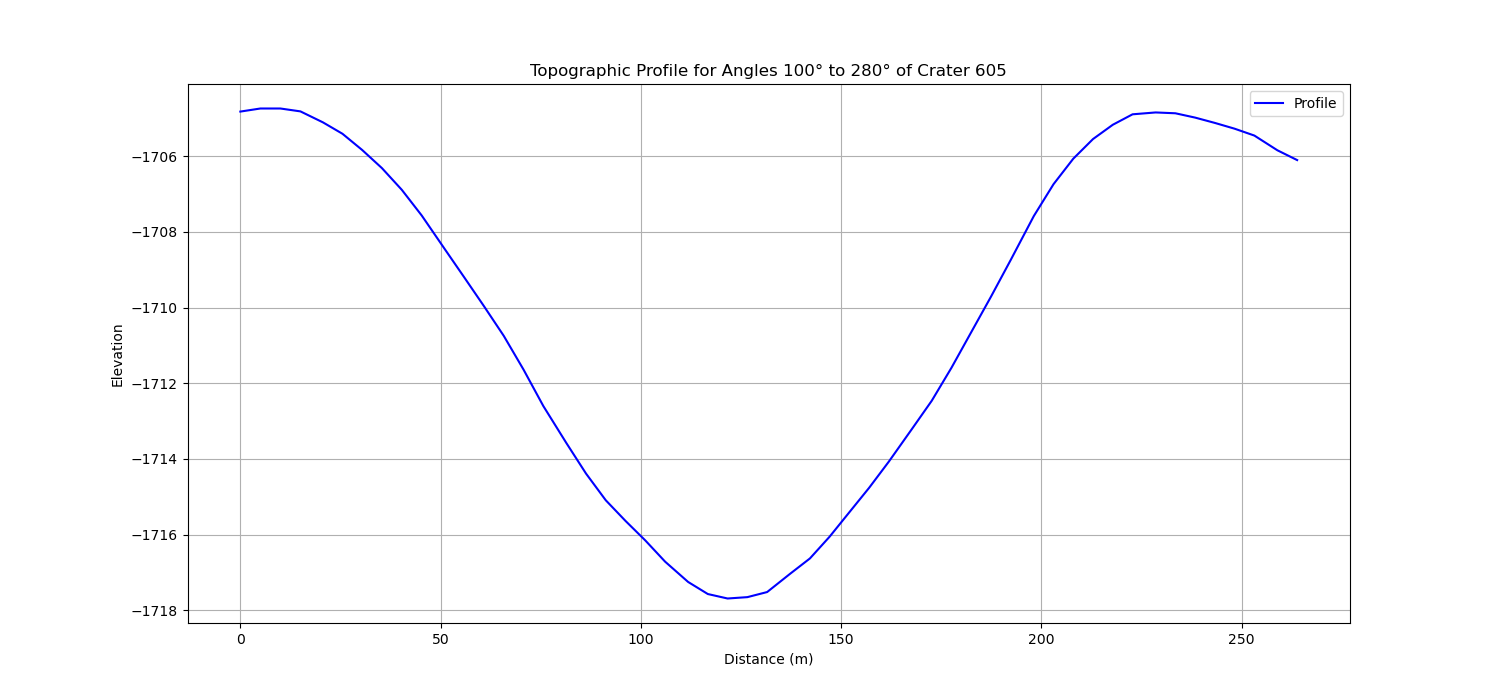 Topographic Profile for Angles 100° to 280° of Crater 605
Profile
−1706
−1708
−1710
−1712
−1714
−1716
−1718
Elevation
0 50 100 150 200 250
Distance (m)